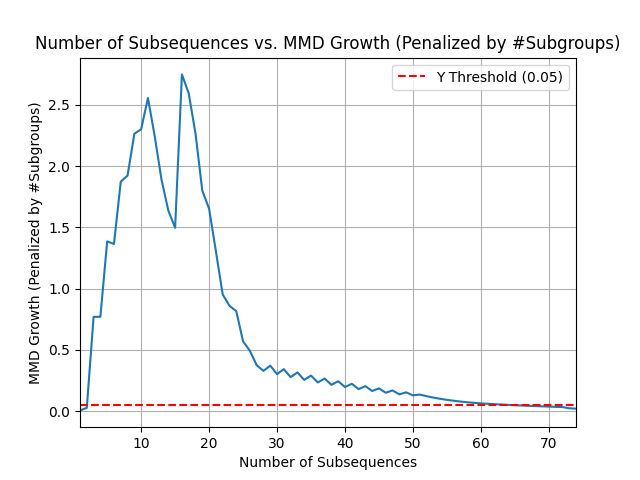 Number of Subsequences vs. MMD Growth (Penalized by #Subgroups)
Y Threshold (0.05)
MMD Growth (Penalized by #Subgroups)
2.5
2.0
1.5
1.0
0.5
0.0
10 20 30 40 50 60 70
Number of Subsequences